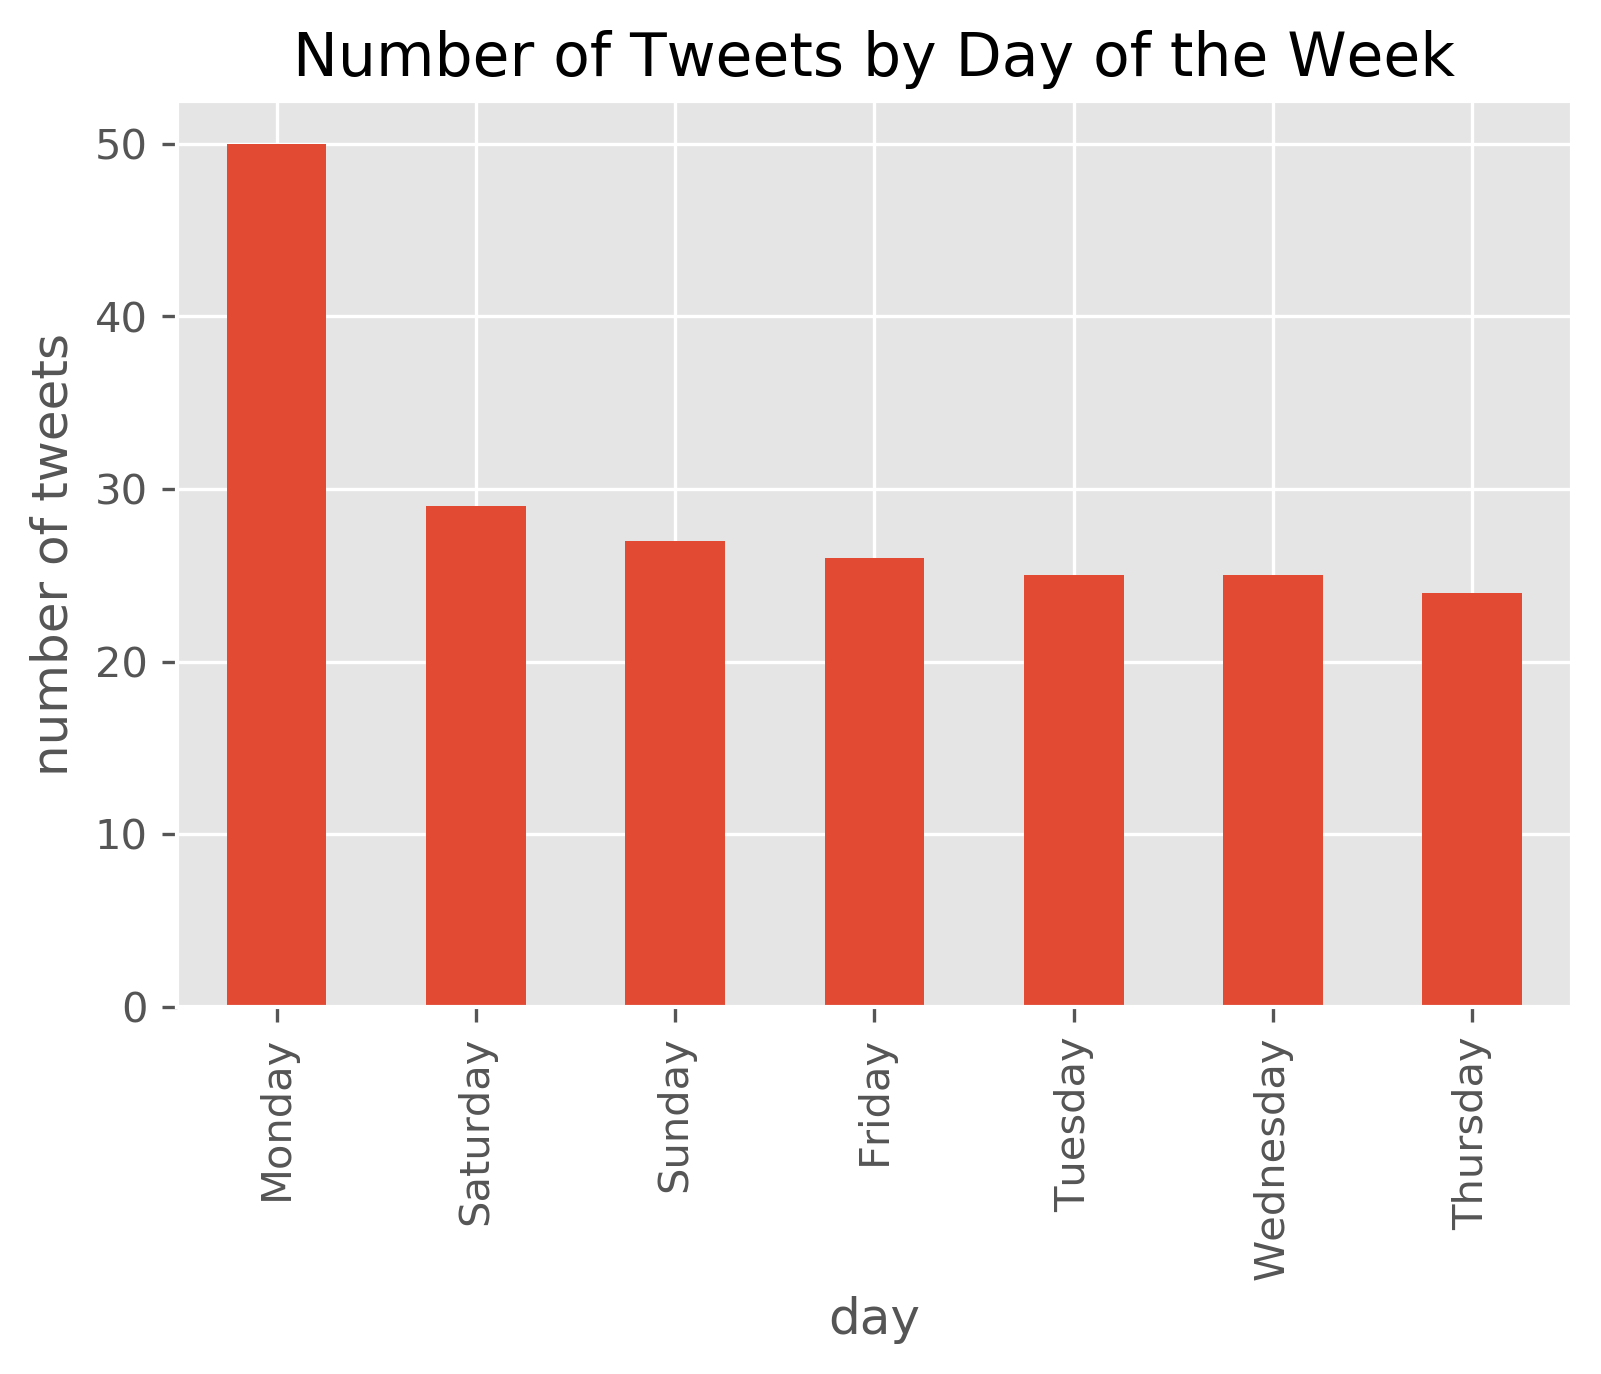 Number of Tweets by Day of the Week
number of tweets
50
40
30
20
10
0
Monday
Saturday
Sunday
Friday
Tuesday
Wednesday
Thursday
day